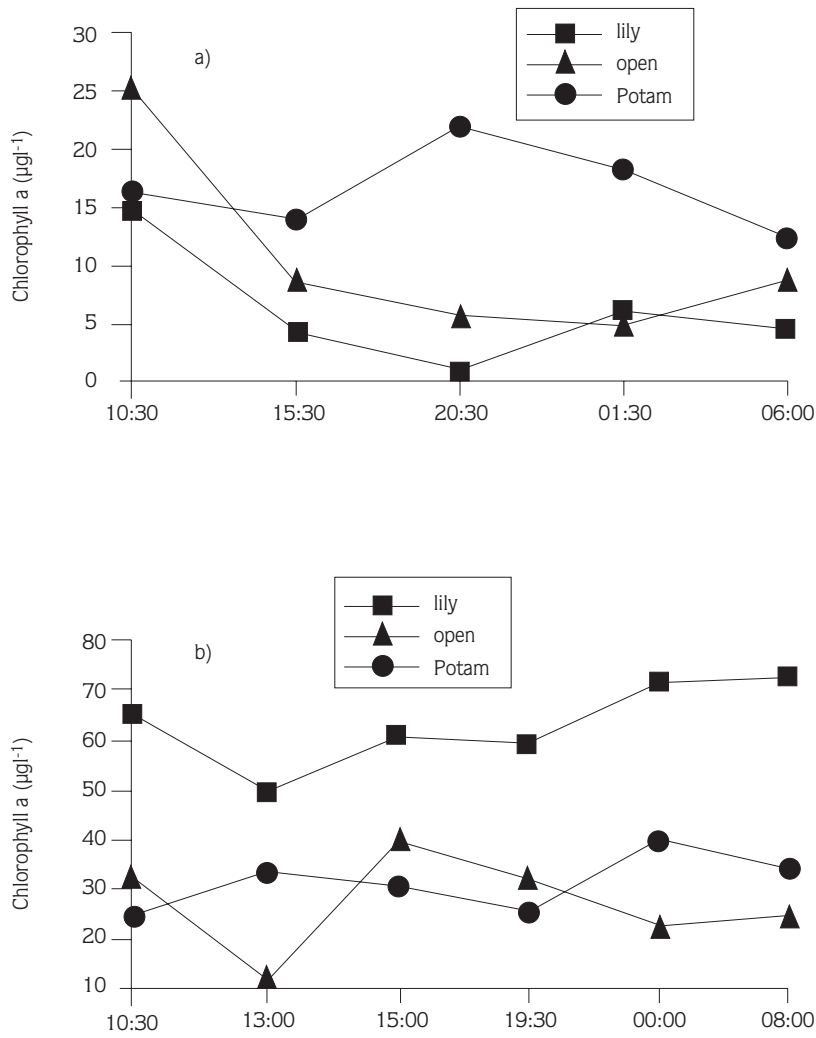 a)
lily
open
Potam
Chlorophyll a (µgl-1)
30
25
20
15
10
5
0
10:30 15:30 20:30 01:30 06:00
b)
lily
open
Potam
Chlorophyll a (µgl-1)
80
70
60
50
40
30
20
10
10:30 13:00 15:00 19:30 00:00 08:00